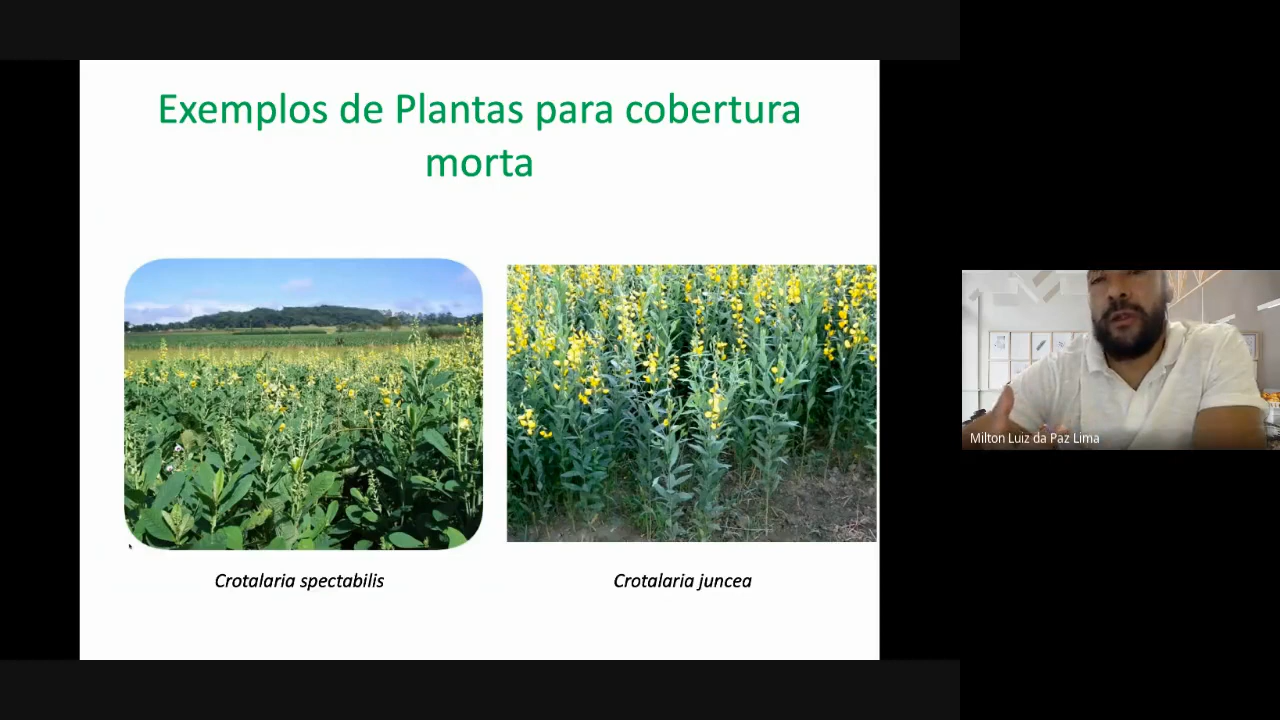 Exemplos de Plantas para cobertura
morta
Crotalaria spectabilis
Crotalaria juncea
Milton Luiz da Paz Lima